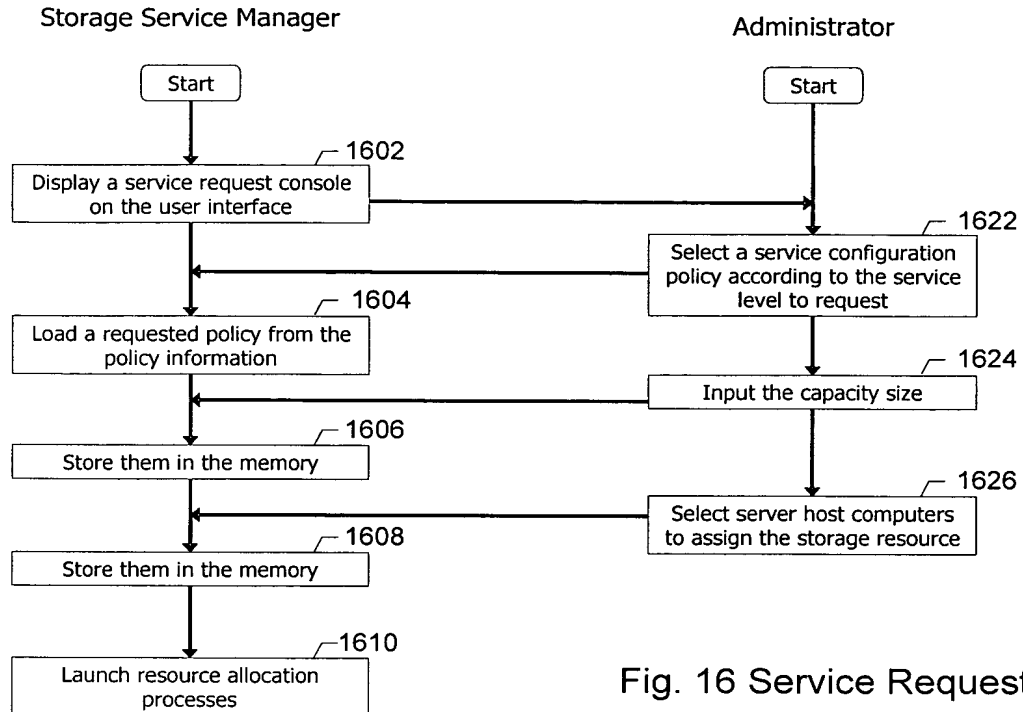 Storage Service Manager
Administrator
Start
Start
1602
Display a service request console
on the user interface
1622
Select a service configuration
policy according to the service
level to request
1604
Load a requested policy from the
policy information
1624
Input the capacity size
1606
Store them in the memory
1626
Select server host computers
to assign the storage resource
1608
Store them in the memory
1610
Launch resource allocation
processes
Fig. 16 Service Request